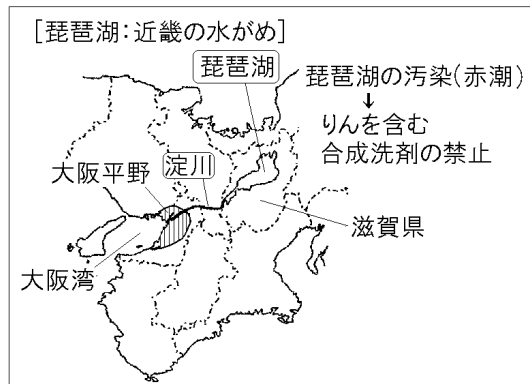 [琵琶湖:近畿の水がめ]
琵琶湖
琵琶湖の汚染(赤潮)
↓
りんを含む
合成洗剤の禁止
淀川
大阪平野
滋賀県
大阪湾